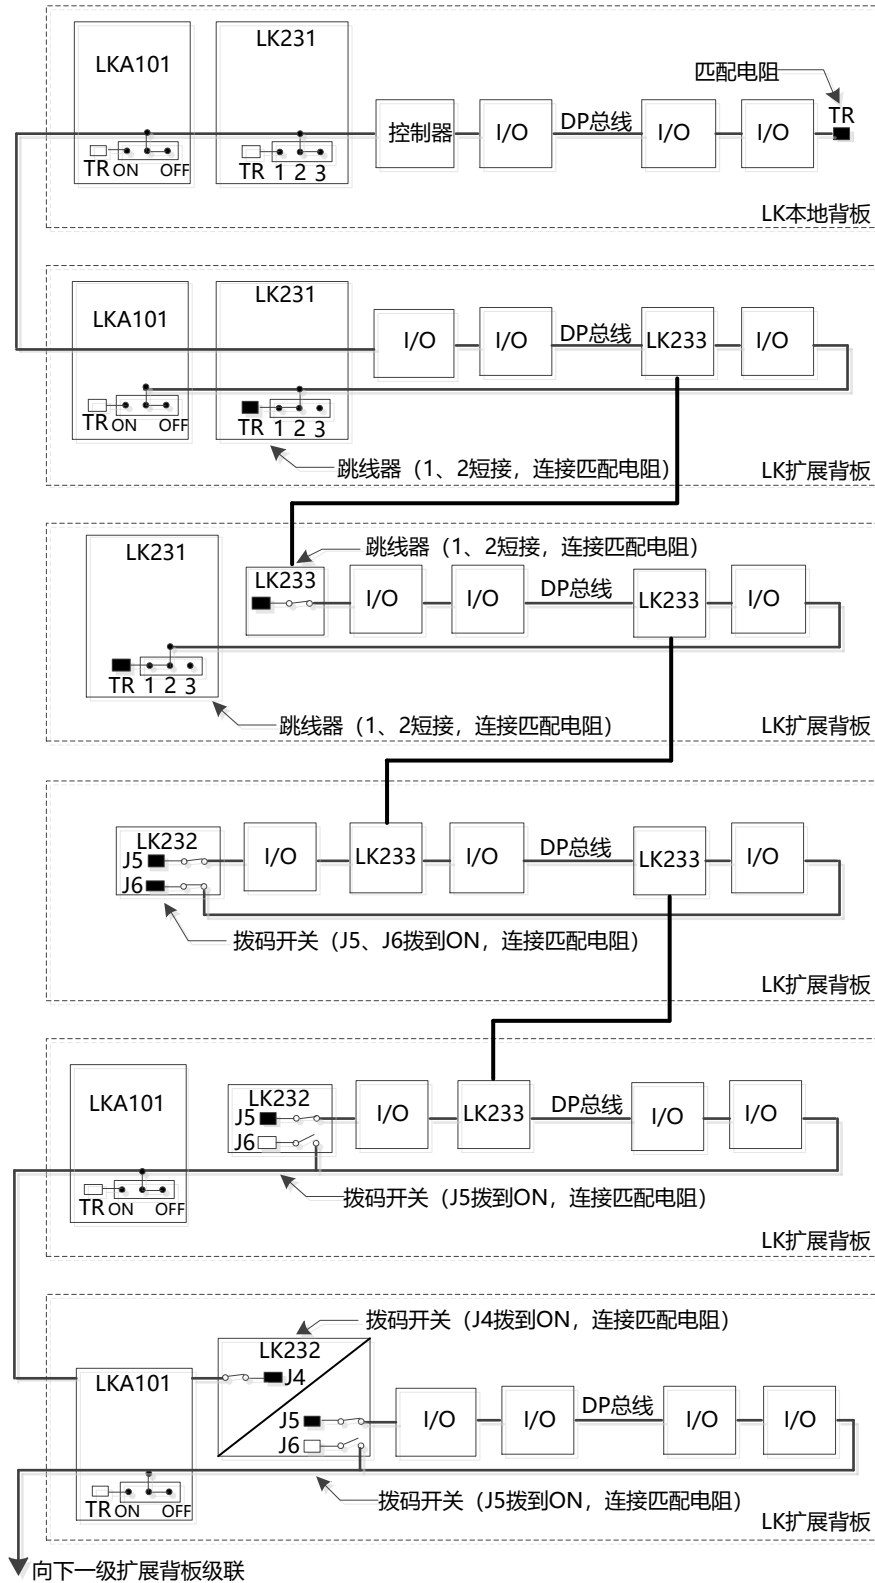 LKA101
LK231
匹配电阻
TR
控制器
I/O
DP总线
I/O
I/O
TR ON OFF
TR 1 2 3
LK本地背板
LKA101
LK231
I/O
I/O
DP总线
LK233
I/O
TR ON OFF
TR 1 2 3
跳线器（1、2短接，连接匹配电阻）
LK扩展背板
LK231
跳线器（1、2短接，连接匹配电阻）
LK233
I/O
I/O
DP总线
LK233
I/O
TR 1 2 3
跳线器（1、2短接，连接匹配电阻）
LK扩展背板
LK232
J5
J6
I/O
LK233
I/O
DP总线
LK233
I/O
拨码开关（J5、J6拨到ON，连接匹配电阻）
LK扩展背板
LKA101
LK232
J5
J6
I/O
LK233
DP总线
I/O
I/O
TR ON OFF
拨码开关（J5拨到ON，连接匹配电阻）
LK扩展背板
拨码开关（J4拨到ON，连接匹配电阻）
LKA101
LK232
J4
J5
J6
I/O
I/O
DP总线
I/O
I/O
TR ON OFF
拨码开关（J5拨到ON，连接匹配电阻）
LK扩展背板
向下一级扩展背板级联